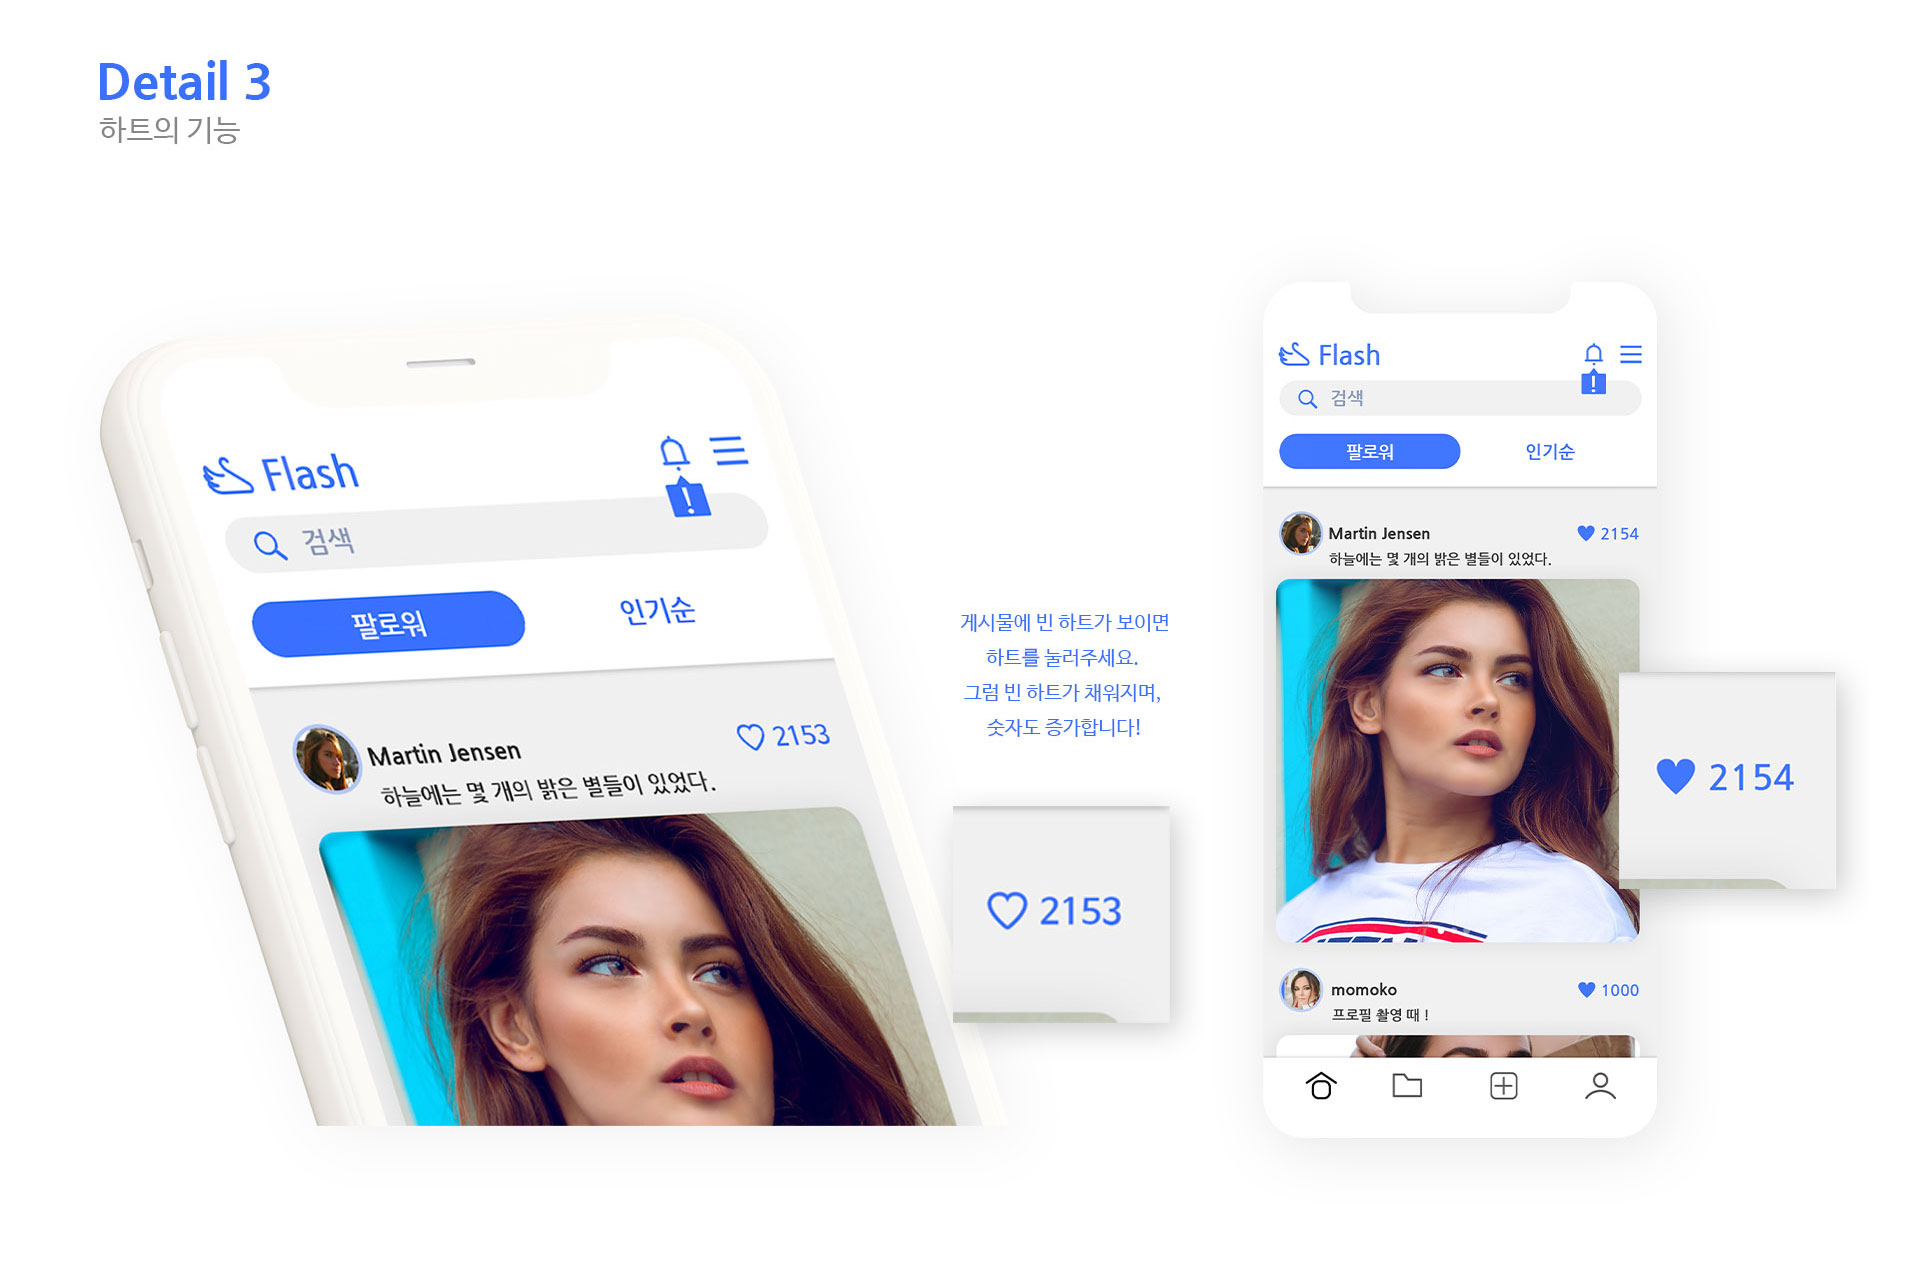 Detail 3
하트의 기능
Flash
검색
팔로워 인기순
Martin Jensen 2153
하늘에는 몇 개의 밝은 별들이 있었다.
게시물에 빈 하트가 보이면
하트를 눌러주세요.
그럼 빈 하트가 채워지며,
숫자도 증가합니다!
2153
Flash
!
검색
팔로워 인기순
Martin Jensen 2154
하늘에는 몇 개의 밝은 별들이 있었다.
2154
momoko 1000
프로필 촬영 때 !